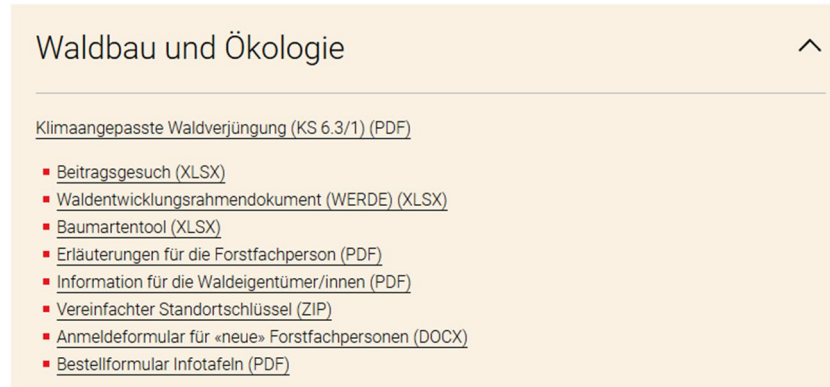 Waldbau und Ökologie
Klimaangepasste Waldverjüngung (KS 6.3/1) (PDF)
Beitragsgesuch (XLSX)
Waldentwicklungsrahmendokument (WERDE) (XLSX)
Baumartentool (XLSX)
Erläuterungen für die Forstfachperson (PDF)
Information für die Waldeigentümer/innen (PDF)
Vereinfachter Standortschlüssel (ZIP)
Anmeldeformular für «neue» Forstfachpersonen (DOCX)
Bestellformular Infotafeln (PDF)